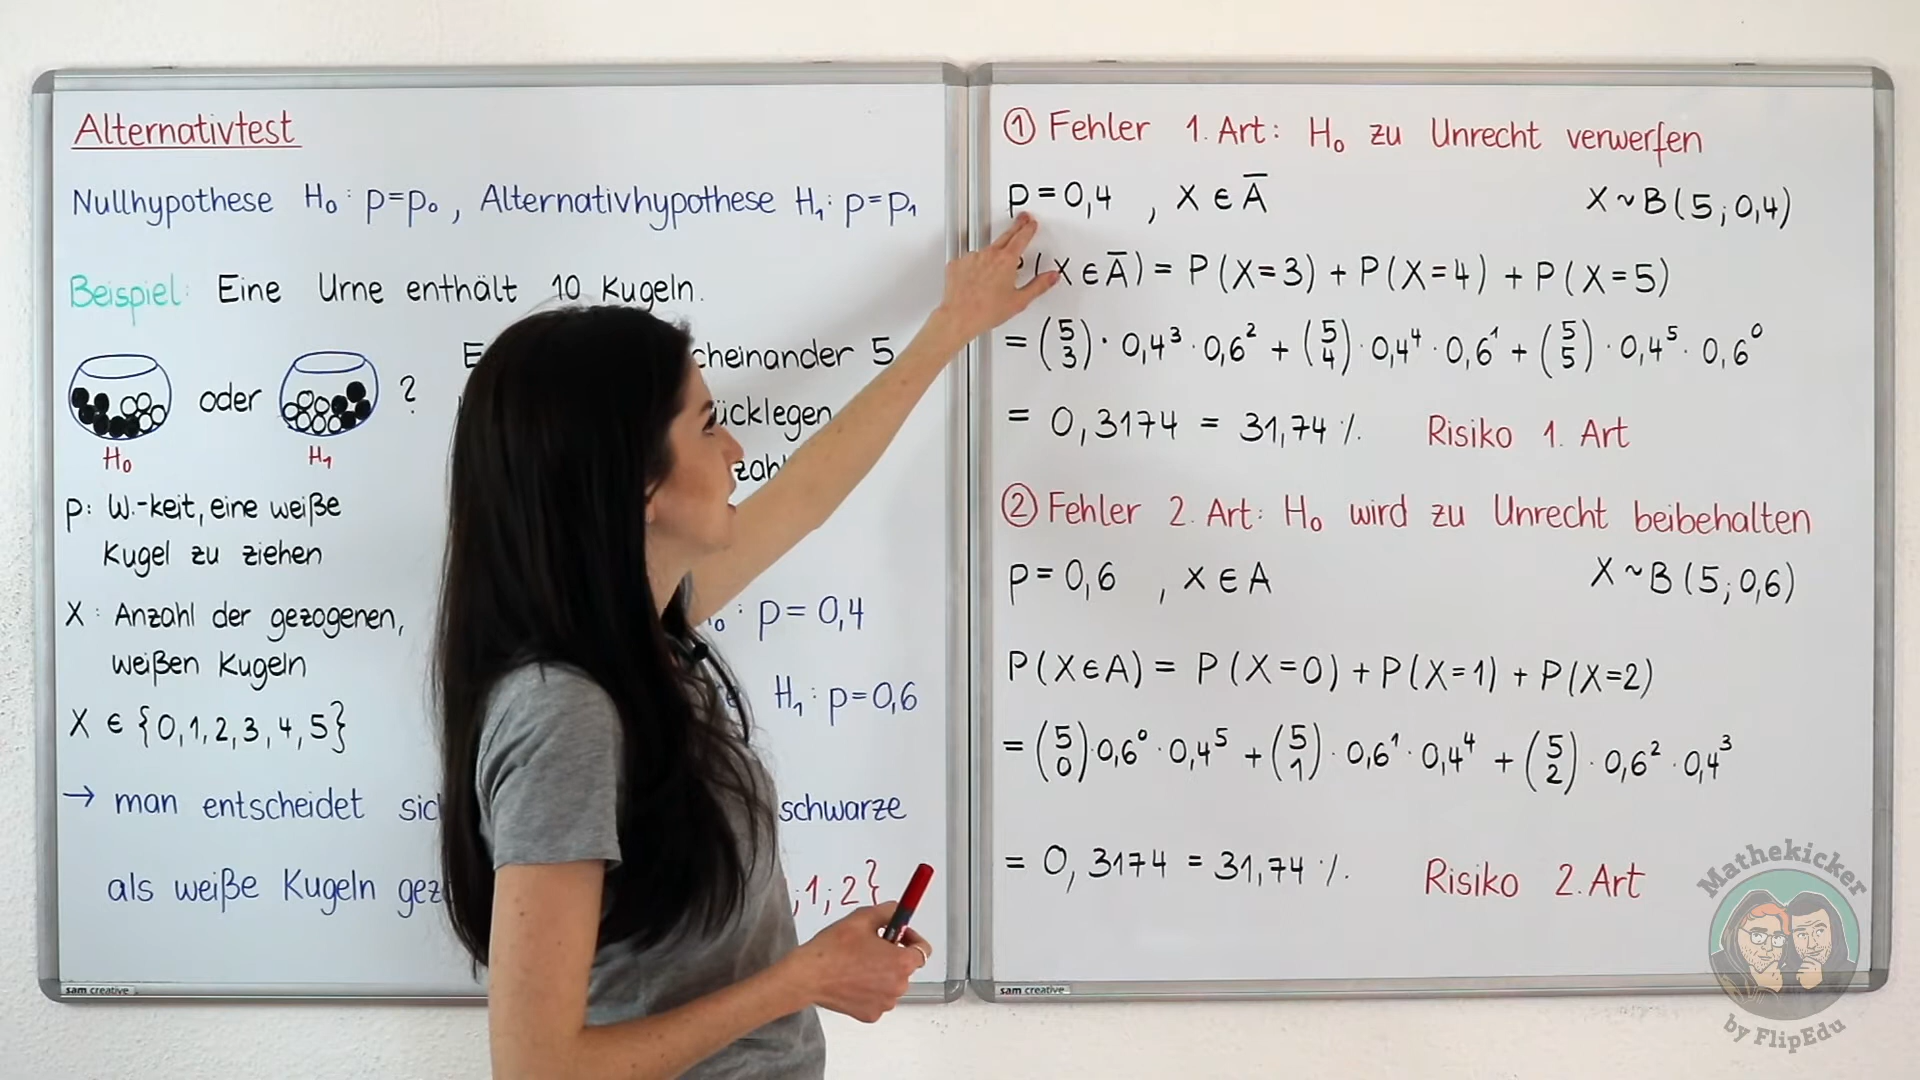 Alternativtest
Nullhypothese H₀: p=p₀, Alternativhypothese H₁: p=p₁
Beispiel: Eine Urne enthält 10 Kugeln.
cheinander 5
oder ?
ücklegen
H₀ H₁
p: W.-keit, eine weiße
Kugel zu ziehen
X: Anzahl der gezogenen,
weißen Kugeln
: p=0,4
H₁: p=0,6
X ∈ {0,1,2,3,4,5}
→ man entscheidet schwarze
als weiße Kugeln
;1;2}
sam creative
① Fehler 1. Art: H₀ zu Unrecht verwerfen
p=0,4 , X ∈ A̅ X~B(5;0,4)
P(X∈A̅) = P(X=3) + P(X=4) + P(X=5)
= (5 3) · 0,4³ · 0,6² + (5 4) · 0,4⁴ · 0,6¹ + (5 5) · 0,4⁵ · 0,6⁰
= 0,3174 = 31,74 %. Risiko 1. Art
② Fehler 2. Art: H₀ wird zu Unrecht beibehalten
p=0,6 , X ∈ A X~B(5;0,6)
P(X∈A) = P(X=0) + P(X=1) + P(X=2)
= (5 0) · 0,6⁰ · 0,4⁵ + (5 1) · 0,6¹ · 0,4⁴ + (5 2) · 0,6² · 0,4³
= 0,3174 = 31,74 %. Risiko 2. Art
sam creative
Mathekicker
by FlipEdu